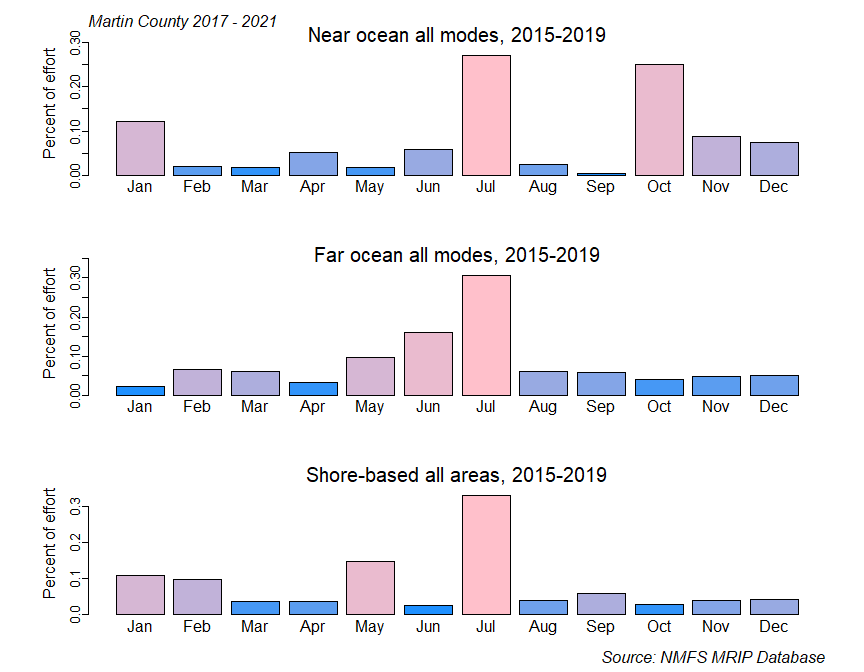 Martin County 2017 - 2021
Near ocean all modes, 2015-2019
Percent of effort
0.00 0.10 0.20 0.30
Jan Feb Mar Apr May Jun Jul Aug Sep Oct Nov Dec
Far ocean all modes, 2015-2019
Percent of effort
0.00 0.10 0.20 0.30
Jan Feb Mar Apr May Jun Jul Aug Sep Oct Nov Dec
Shore-based all areas, 2015-2019
Percent of effort
0.0 0.1 0.2 0.3
Jan Feb Mar Apr May Jun Jul Aug Sep Oct Nov Dec
Source: NMFS MRIP Database